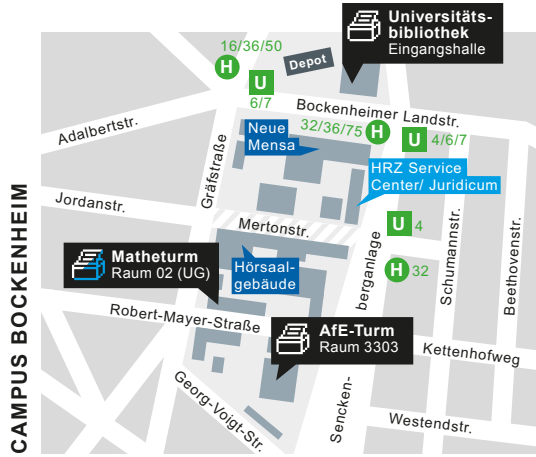 Universitäts-
bibliothek
Eingangshalle
16/36/50
H
Depot
U
6/7
Bockenheimer Landstr.
32/36/75 H
U 4/6/7
Adalbertstr.
Neue
Mensa
HRZ Service
Center/ Juridicum
Gräfstraße
Jordanstr.
Mertonstr.
U 4
Schumannstr.
Beethovenstr.
Matheturm
Raum 02 (UG)
Hörsaal-
gebäude
H 32
berganlage
Robert-Mayer-Straße
AfE-Turm
Raum 3303
Kettenhofweg
Georg-Voigt-Str.
Sencken-
Westendstr.
CAMPUS BOCKENHEIM